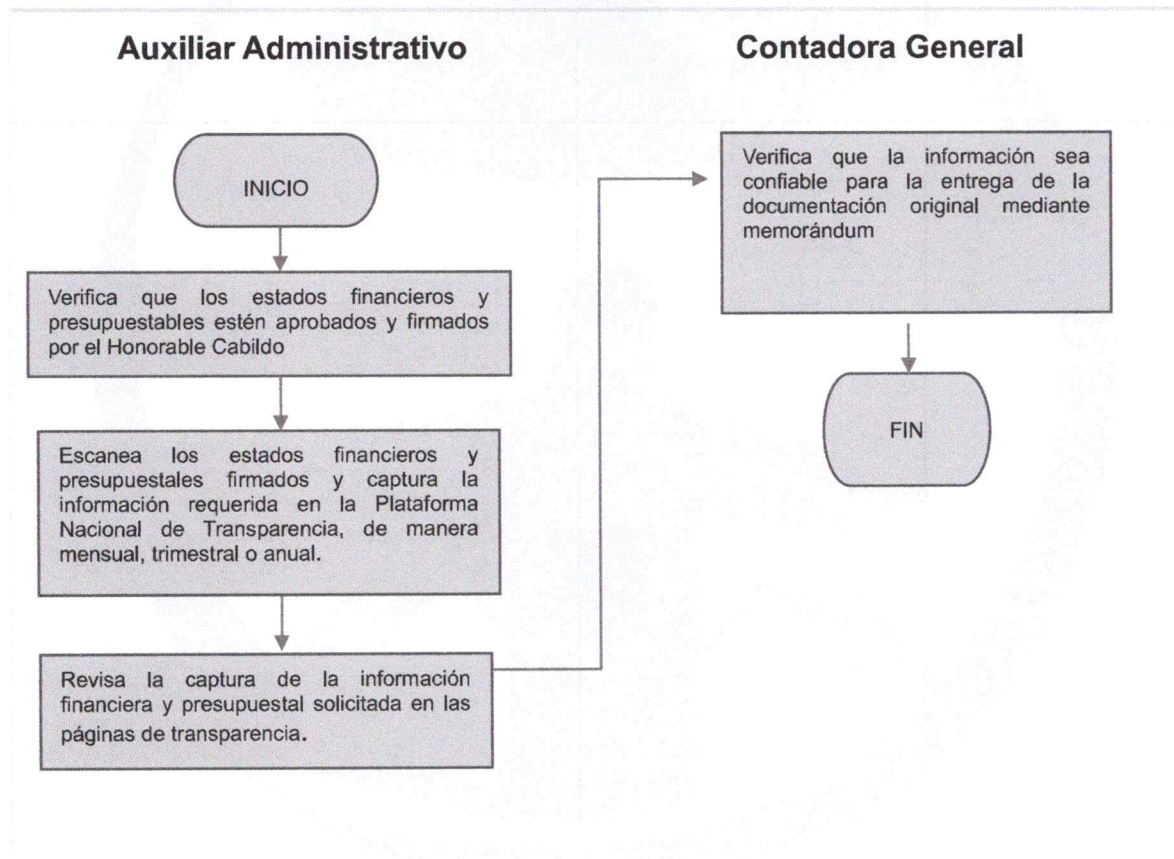 Auxiliar Administrativo
INICIO
Verifica que los estados financieros y
presupuestables estén aprobados y firmados
por el Honorable Cabildo
Escanea los estados financieros y
presupuestales firmados y captura la
información requerida en la Plataforma
Nacional de Transparencia, de manera
mensual, trimestral o anual.
Revisa la captura de la información
financiera y presupuestal solicitada en las
páginas de transparencia.
Contadora General
Verifica que la información sea
confiable para la entrega de la
documentación original mediante
memorándum
FIN